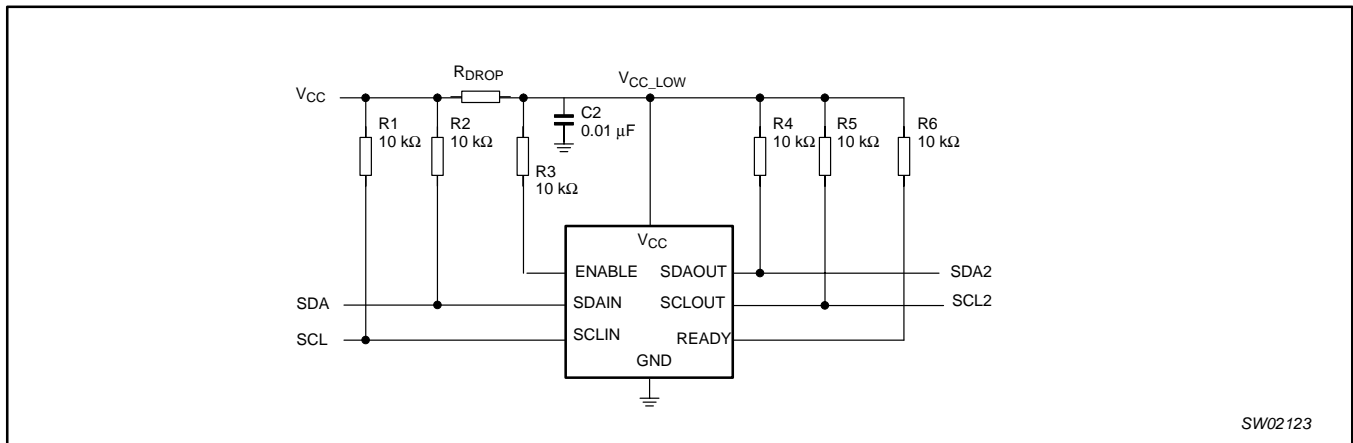 RDROP
VCC_LOW
VCC
C2
0.01 μF
R1
10 kΩ
R2
10 kΩ
R3
10 kΩ
R4
10 kΩ
R5
10 kΩ
R6
10 kΩ
VCC
ENABLE
SDAOUT
SDA2
SDA
SDAIN
SCLOUT
SCL2
SCL
SCLIN
READY
GND
SW02123